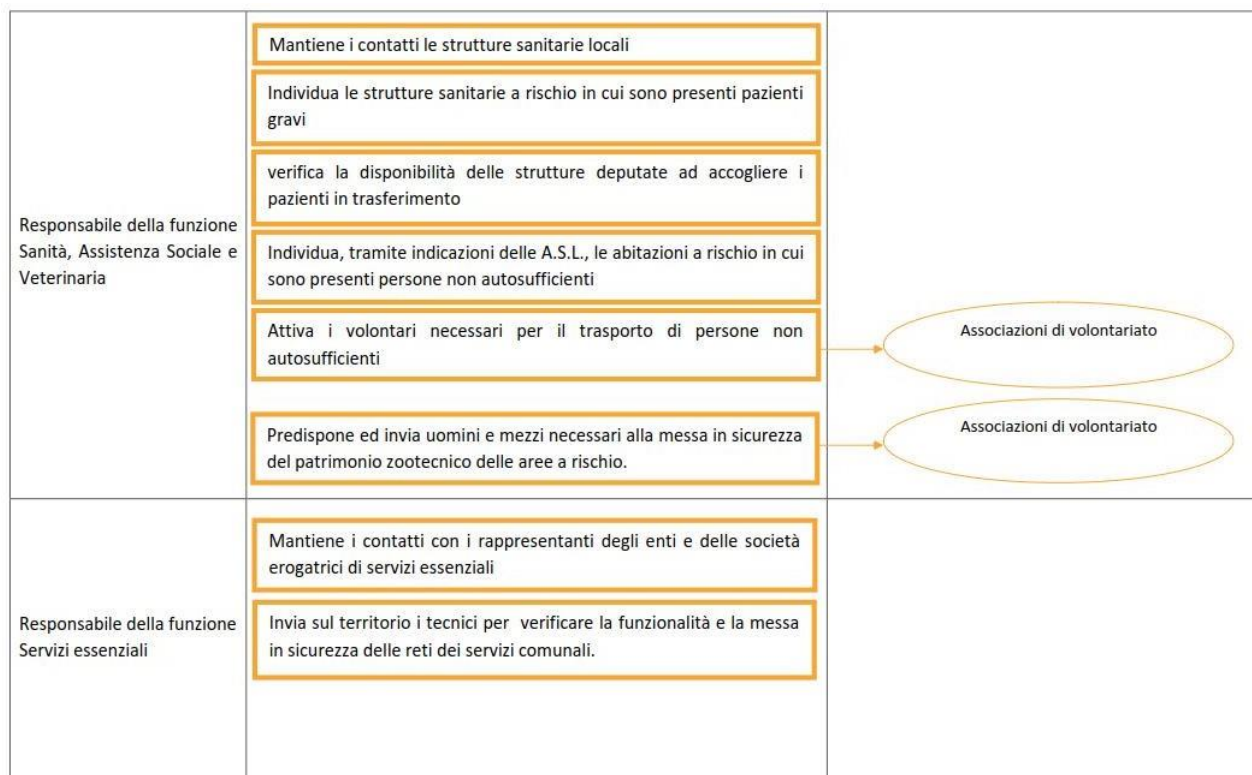 Mantiene i contatti le strutture sanitarie locali
Individua le strutture sanitarie a rischio in cui sono presenti pazienti
gravi
verifica la disponibilità delle strutture deputate ad accogliere i
pazienti in trasferimento
Responsabile della funzione
Sanità, Assistenza Sociale e
Veterinaria
Individua, tramite indicazioni delle A.S.L., le abitazioni a rischio in cui
sono presenti persone non autosufficienti
Attiva i volontari necessari per il trasporto di persone non
autosufficienti
Associazioni di volontariato
Predispone ed invia uomini e mezzi necessari alla messa in sicurezza
del patrimonio zootecnico delle aree a rischio.
Associazioni di volontariato
Responsabile della funzione
Servizi essenziali
Mantiene i contatti con i rappresentanti degli enti e delle società
erogatrici di servizi essenziali
Invia sul territorio i tecnici per  verificare la funzionalità e la messa
in sicurezza delle reti dei servizi comunali.